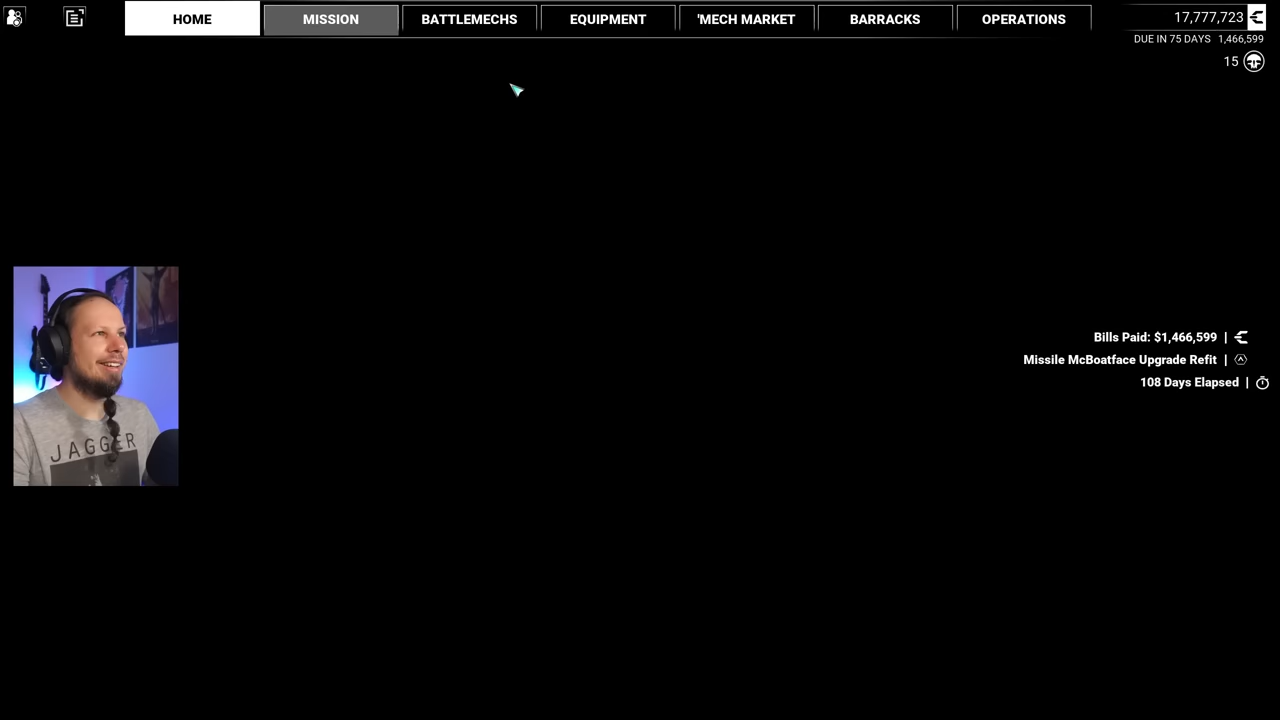 HOME
MISSION
BATTLEMECHS
EQUIPMENT
'MECH MARKET
BARRACKS
OPERATIONS
17,777,723
DUE IN 75 DAYS 1,466,599
15
Bills Paid: $1,466,599 |
Missile McBoatface Upgrade Refit |
108 Days Elapsed |
JAGGER